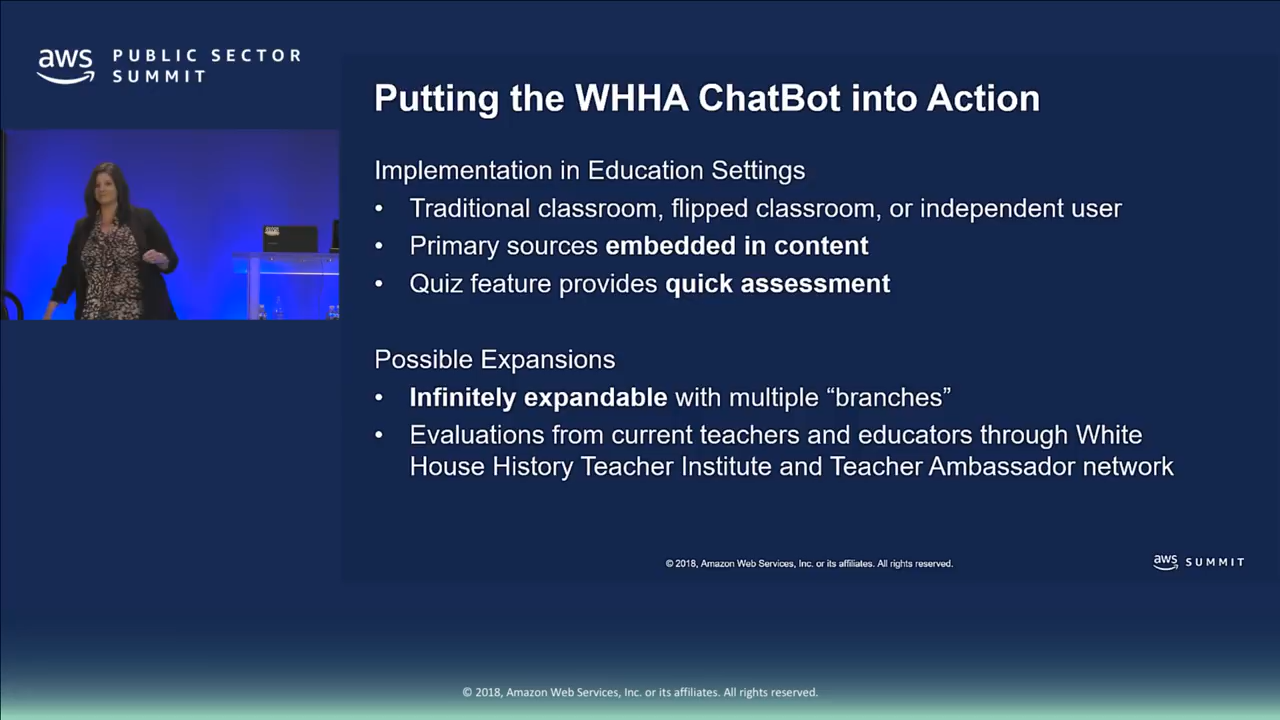 aws PUBLIC SECTOR
SUMMIT
Putting the WHHA ChatBot into Action
Implementation in Education Settings
• Traditional classroom, flipped classroom, or independent user
• Primary sources embedded in content
• Quiz feature provides quick assessment
Possible Expansions
• Infinitely expandable with multiple “branches”
• Evaluations from current teachers and educators through White
House History Teacher Institute and Teacher Ambassador network
© 2018, Amazon Web Services, Inc. or its affiliates. All rights reserved.
aws SUMMIT
© 2018, Amazon Web Services, Inc. or its affiliates. All rights reserved.